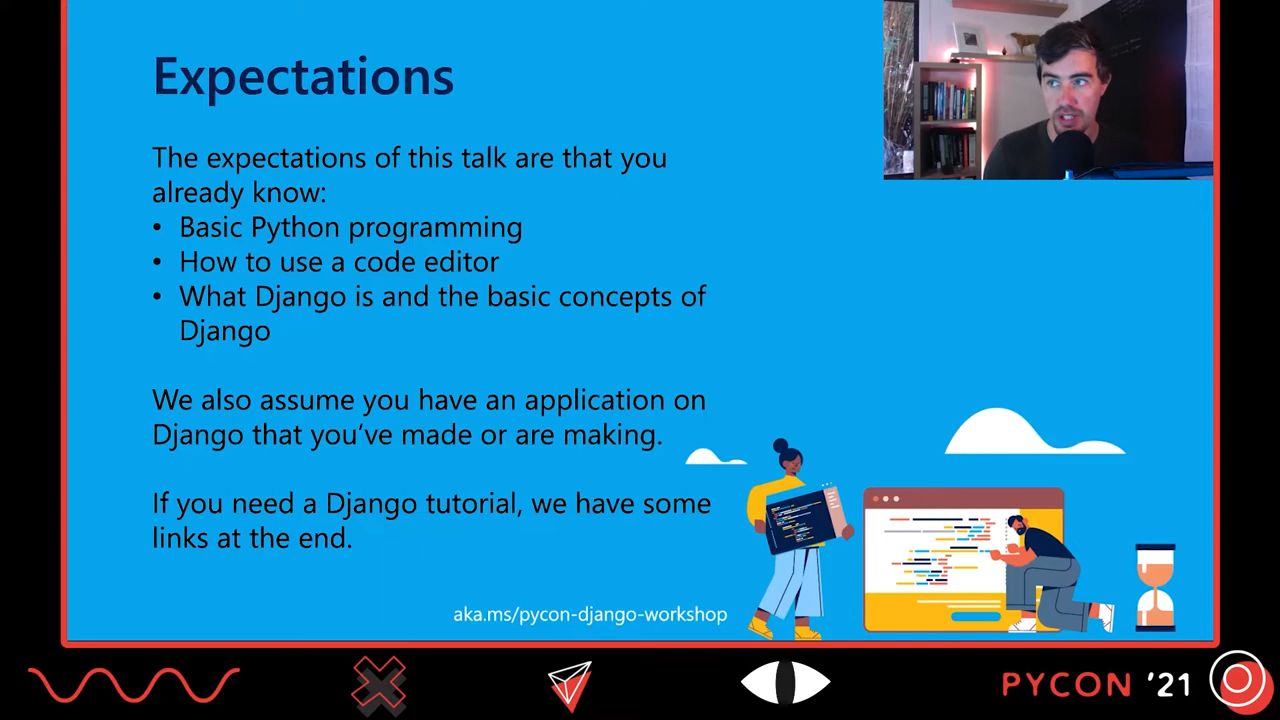 Expectations
The expectations of this talk are that you
already know:
• Basic Python programming
• How to use a code editor
• What Django is and the basic concepts of
Django
We also assume you have an application on
Django that you’ve made or are making.
If you need a Django tutorial, we have some
links at the end.
aka.ms/pycon-django-workshop
PYCON ’21